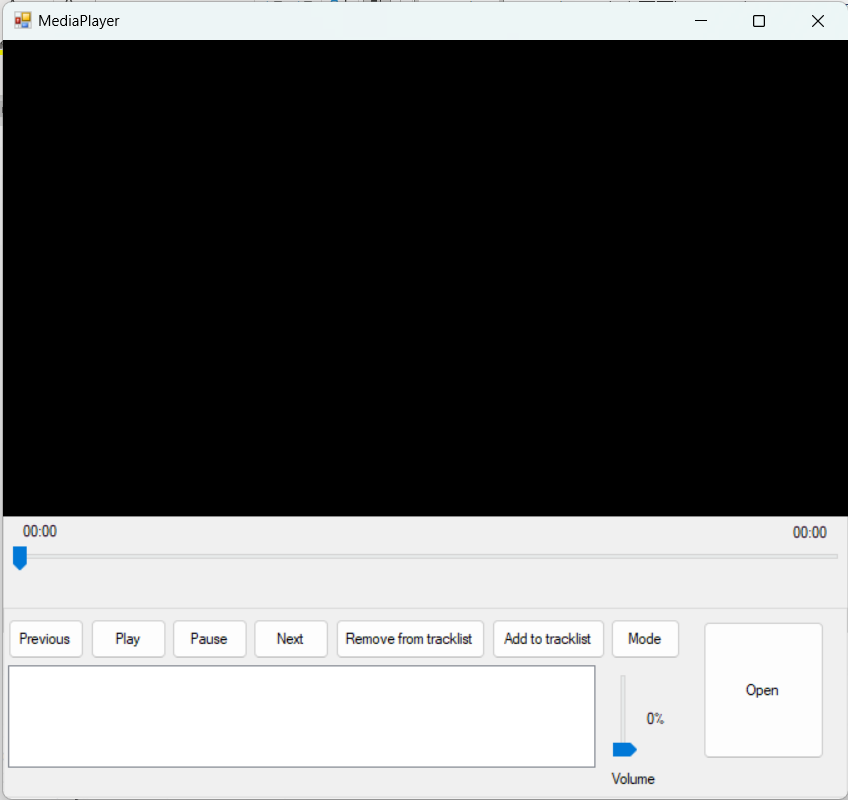 MediaPlayer
00:00
00:00
Previous
Play
Pause
Next
Remove from tracklist
Add to tracklist
Mode
Open
0%
Volume